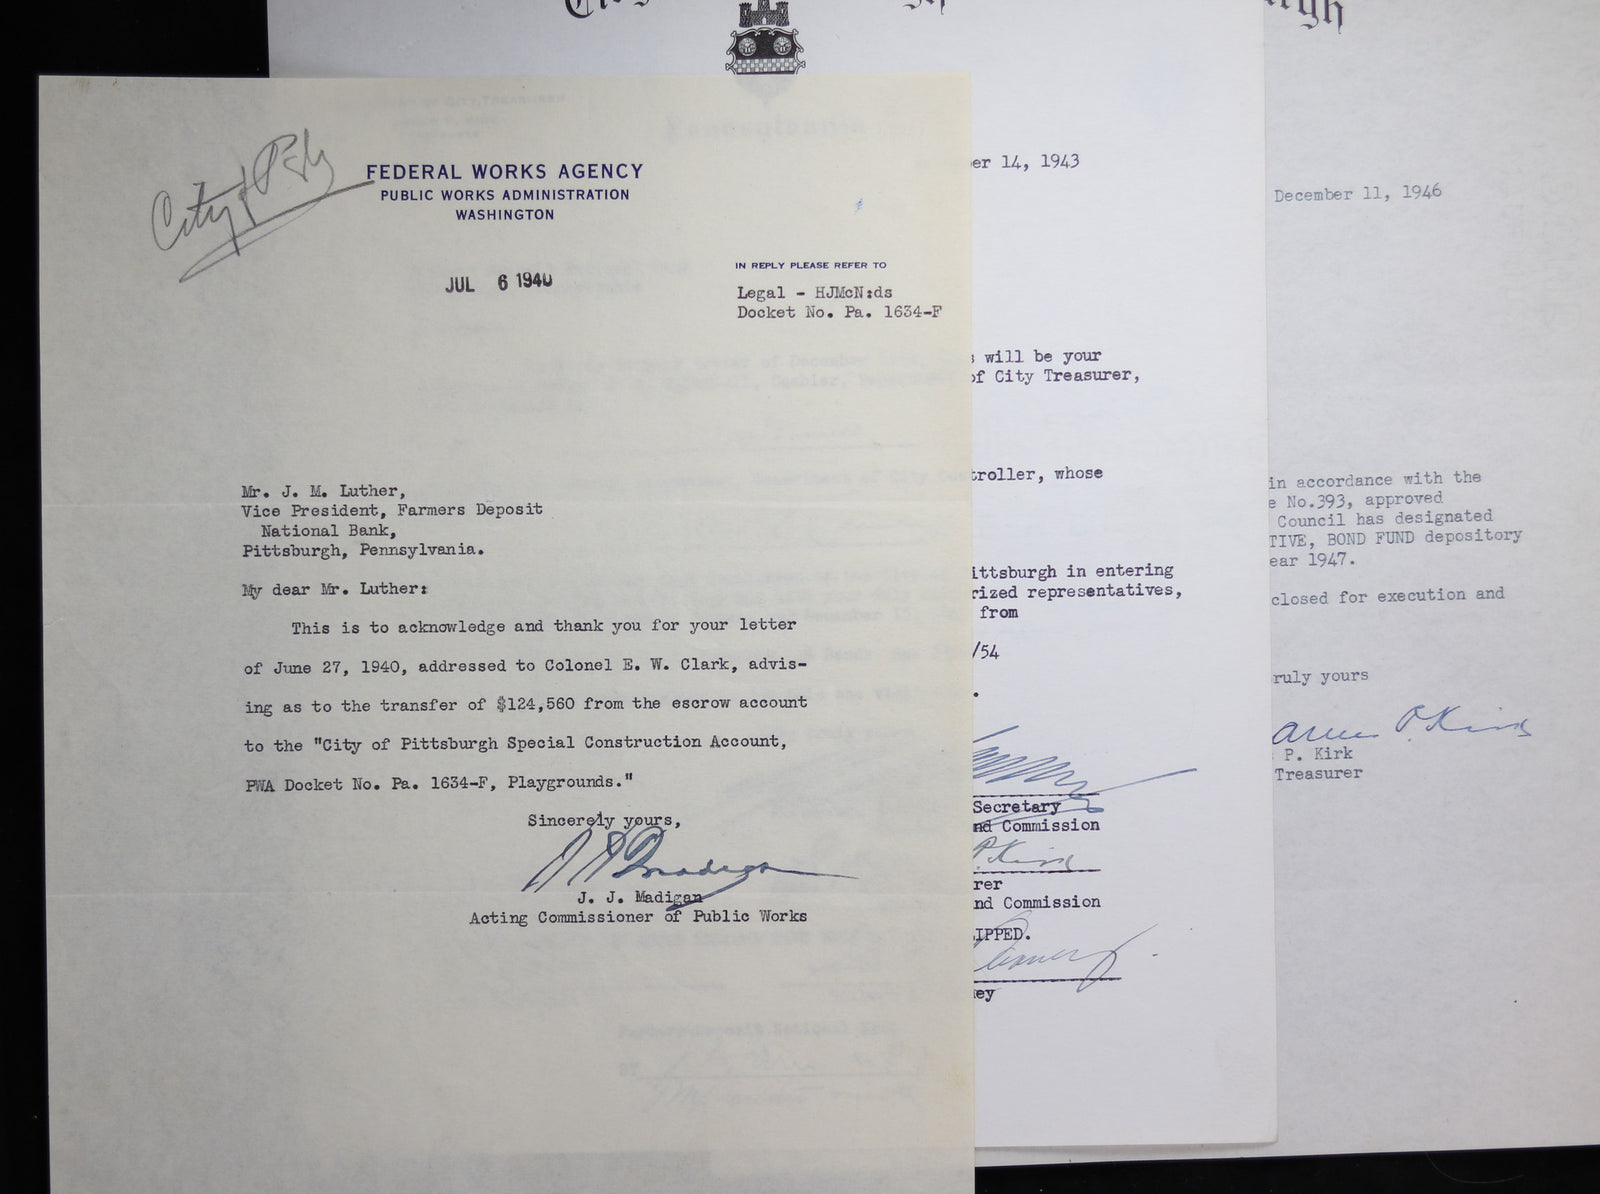 City of Pgh
FEDERAL WORKS AGENCY
PUBLIC WORKS ADMINISTRATION
WASHINGTON
JUL 6 1940
IN REPLY PLEASE REFER TO
Legal - HJMcN:ds
Docket No. Pa. 1634-F
Mr. J. M. Luther,
Vice President, Farmers Deposit
National Bank,
Pittsburgh, Pennsylvania.
My dear Mr. Luther:
This is to acknowledge and thank you for your letter
of June 27, 1940, addressed to Colonel E. W. Clark, advis-
ing as to the transfer of $124,560 from the escrow account
to the "City of Pittsburgh Special Construction Account,
PWA Docket No. Pa. 1634-F, Playgrounds."
Sincerely yours,
J J Madigan
J. J. Madigan
Acting Commissioner of Public Works
er 14, 1943
s will be your
of City Treasurer,
troller, whose
ittsburgh in entering
rized representatives,
from
/54
Secretary
nd Commission
P. Kirk
rer
nd Commission
LIPPED.
ey
December 11, 1946
in accordance with the
e No.393, approved
Council has designated
TIVE, BOND FUND depository
ear 1947.
closed for execution and
ruly yours
P. Kirk
P. Kirk
Treasurer